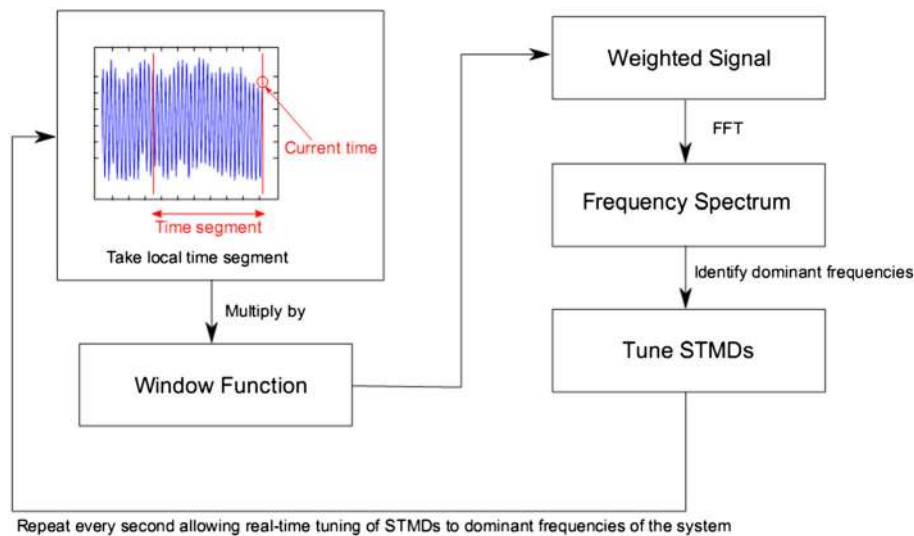 Current time
Time segment
Take local time segment
Multiply by
Window Function
Weighted Signal
FFT
Frequency Spectrum
Identify dominant frequencies
Tune STMDs
Repeat every second allowing real-time tuning of STMDs to dominant frequencies of the system